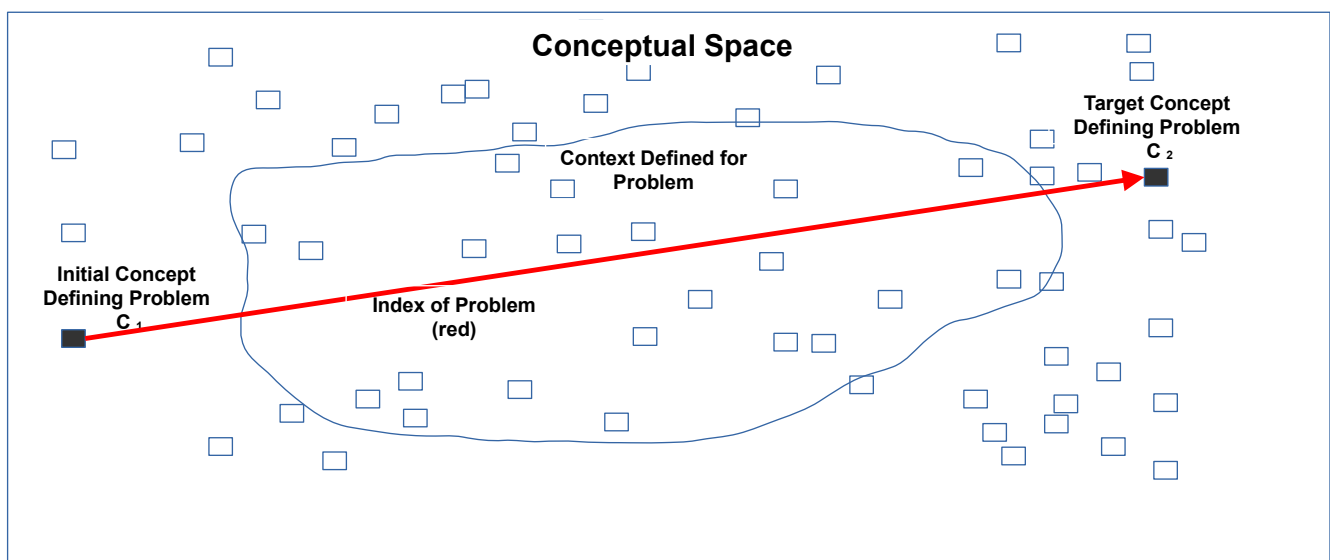 Conceptual Space
Target Concept
Defining Problem
C 2
Context Defined for
Problem
Initial Concept
Defining Problem
C 1
Index of Problem
(red)